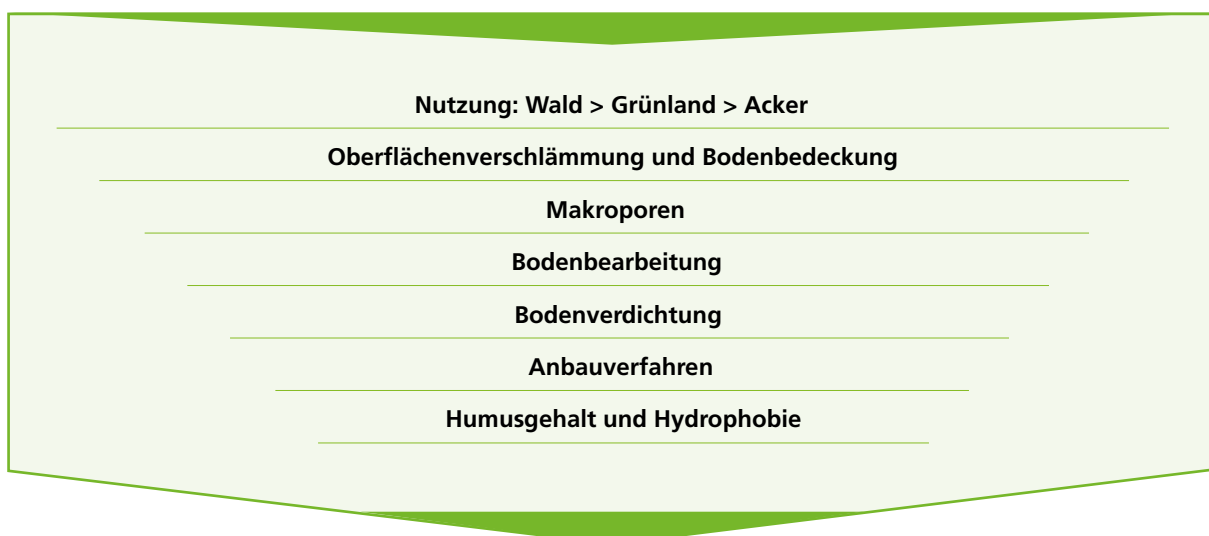 Nutzung: Wald > Grünland > Acker
Oberflächenverschlämmung und Bodenbedeckung
Makroporen
Bodenbearbeitung
Bodenverdichtung
Anbauverfahren
Humusgehalt und Hydrophobie